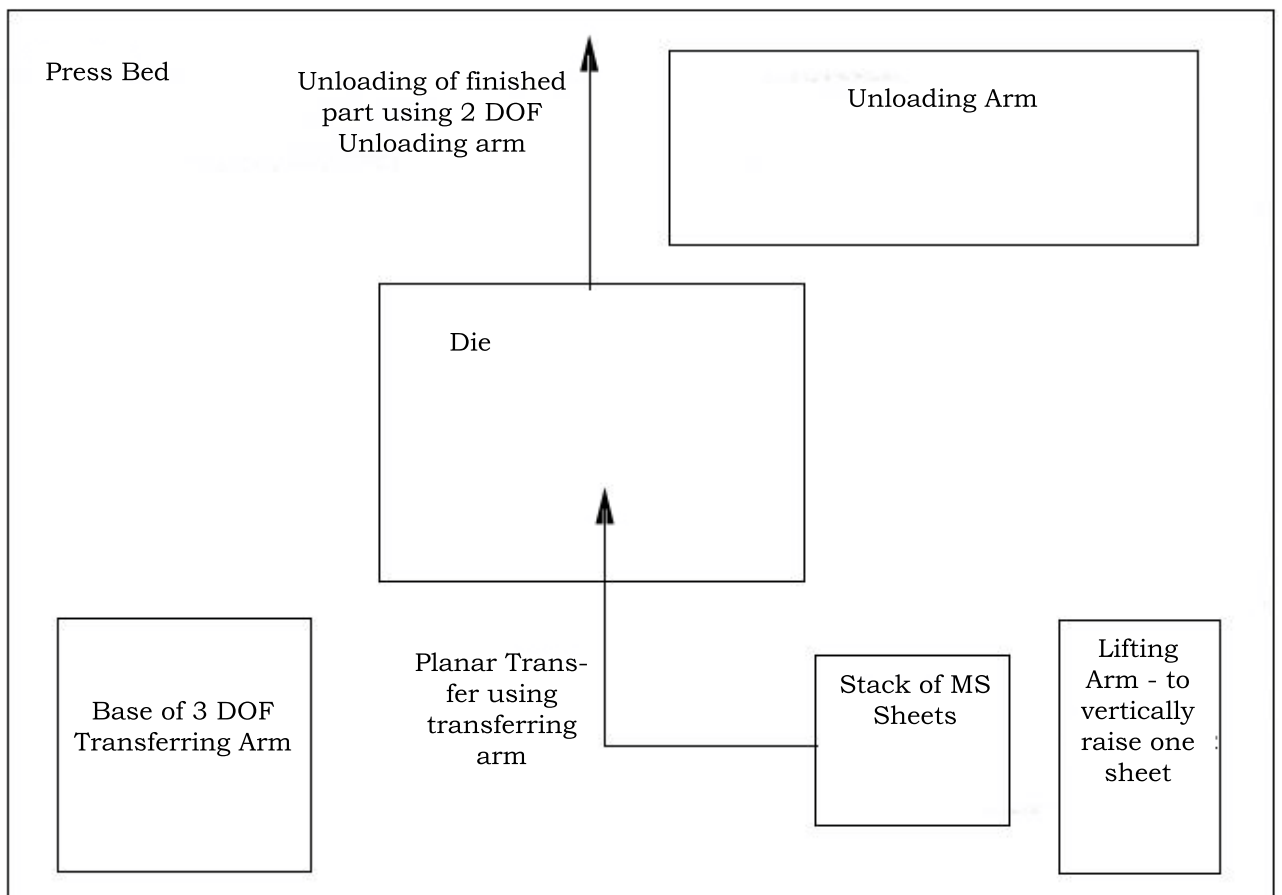 Press Bed
Unloading of finished
part using 2 DOF
Unloading arm
Unloading Arm
Die
Planar Trans-
fer using
transferring
arm
Base of 3 DOF
Transferring Arm
Stack of MS
Sheets
Lifting
Arm - to
vertically
raise one
sheet